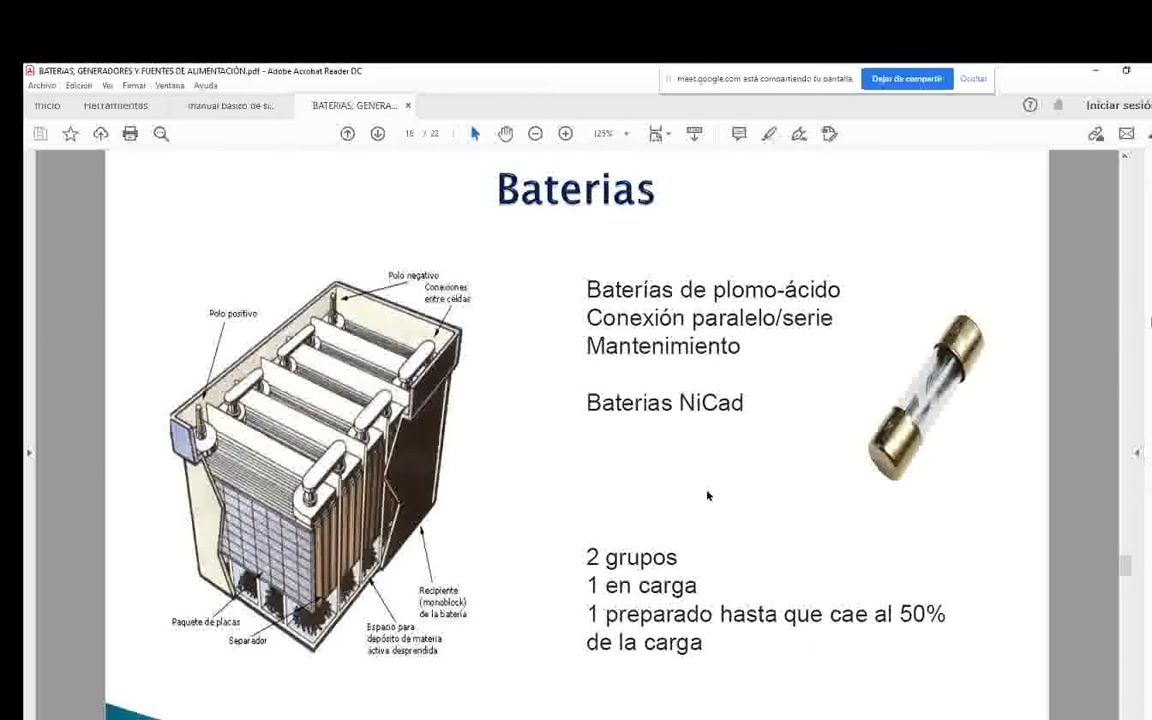 BATERIAS, GENERADORES Y FUENTES DE ALIMENTACIÓN.pdf - Adobe Acrobat Reader DC
meet.google.com está compartiendo tu pantalla.
Dejar de compartir
Ocultar
Archivo Edición Ver Firmar Ventana Ayuda
Inicio
Herramientas
manual basico de si...
BATERIAS, GENERA...
Iniciar sesió
18 / 22
125%
Baterias
Polo negativo
Conexiones
entre celdas
Polo positivo
Recipiente
(monoblock)
de la batería
Paquete de placas
Separador
Espacio para
depósito de materia
activa desprendida
Baterías de plomo-ácido
Conexión paralelo/serie
Mantenimiento
Baterias NiCad
2 grupos
1 en carga
1 preparado hasta que cae al 50%
de la carga